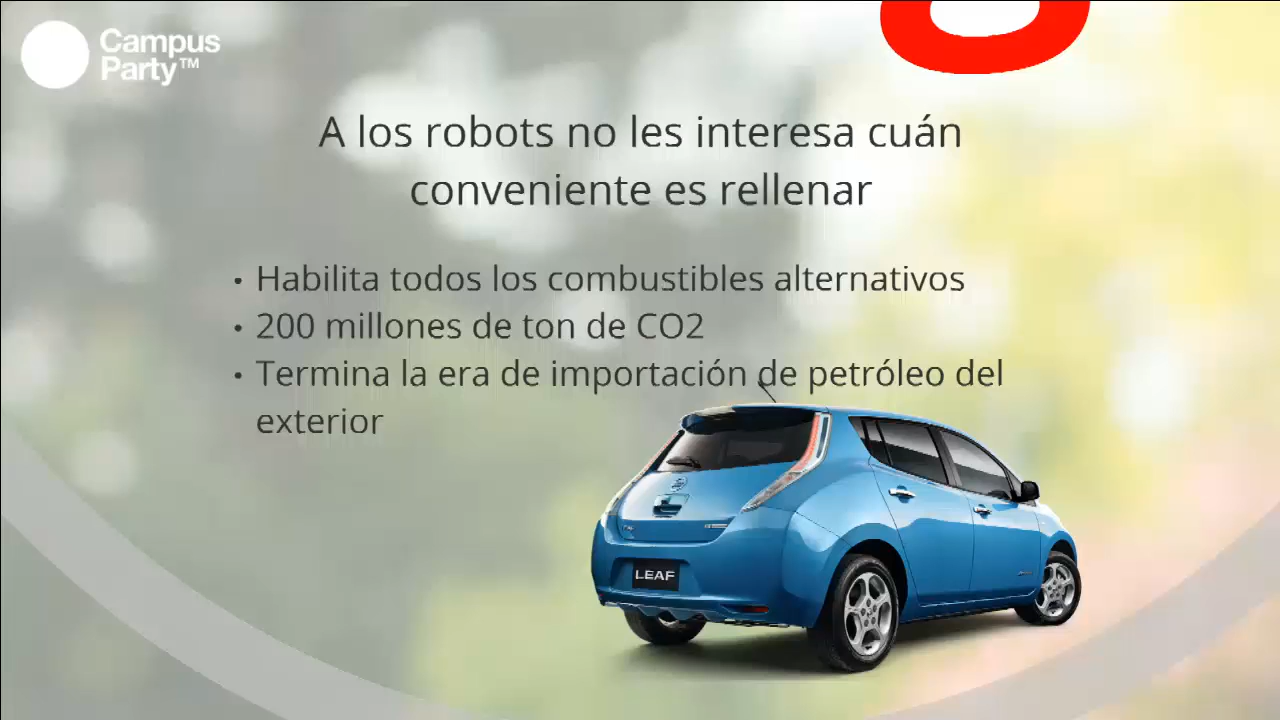 Campus
Party™
A los robots no les interesa cuán
conveniente es rellenar
• Habilita todos los combustibles alternativos
• 200 millones de ton de CO2
• Termina la era de importación de petróleo del
exterior
LEAF